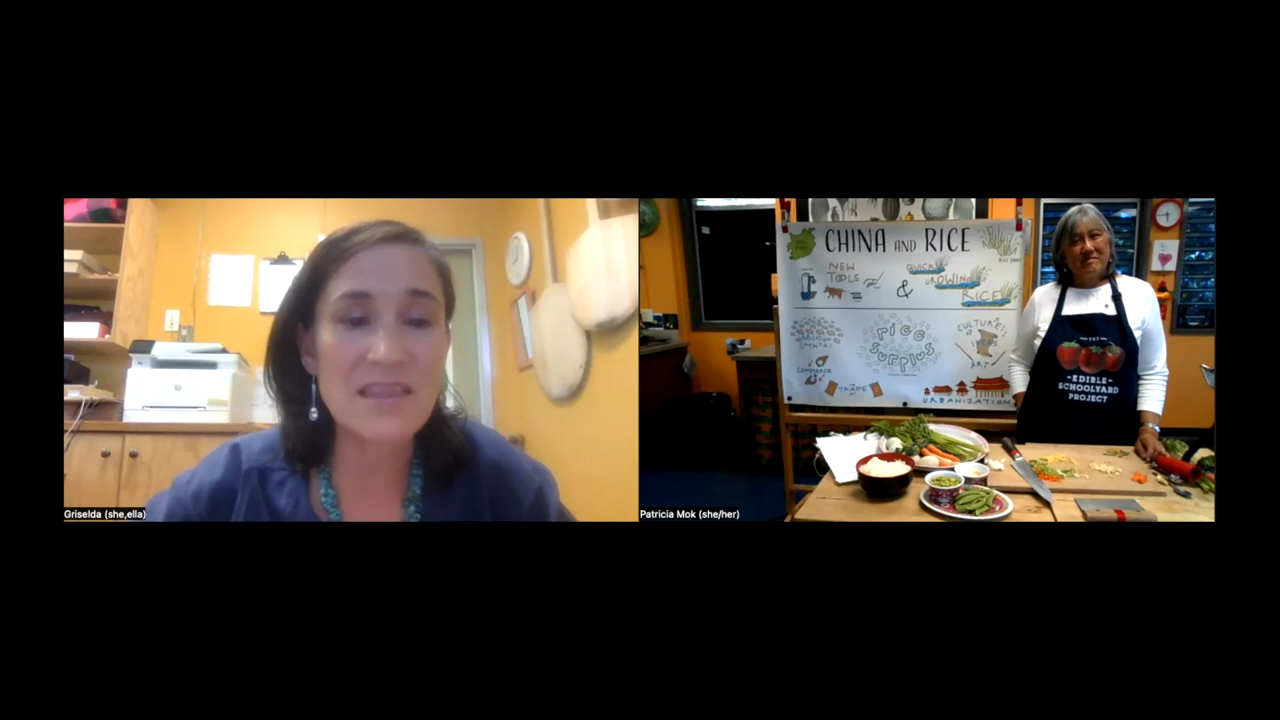 Griselda (she,ella)
CHINA AND RICE
NEW
TOOLS
&
QUICK
GROWING
RICE
rice
surplus
CULTURE
ART
COMMERCE
TRADE
URBANIZATION
THE
-EDIBLE-
SCHOOLYARD
PROJECT
Patricia Mok (she/her)